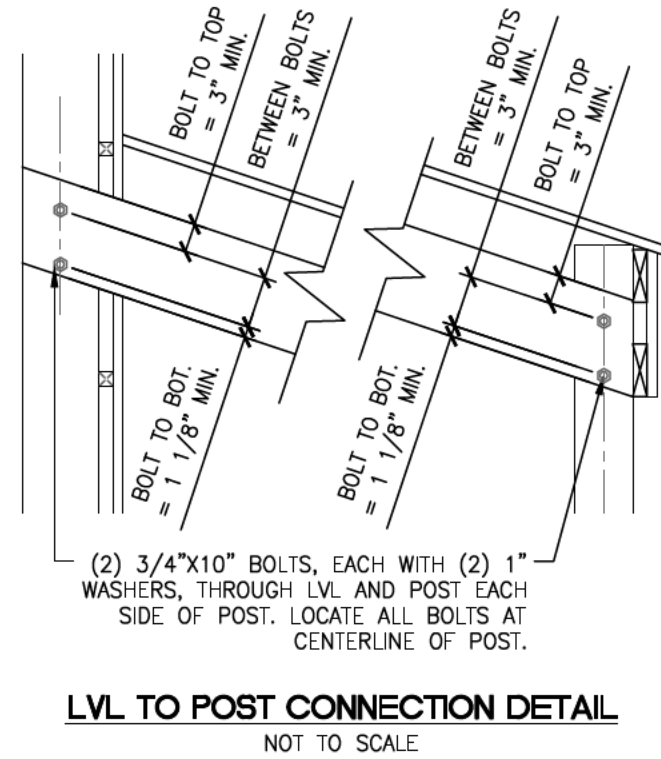 BOLT TO TOP
= 3" MIN.
BETWEEN BOLTS
= 3" MIN.
BETWEEN BOLTS
= 3" MIN.
BOLT TO TOP
= 3" MIN.
BOLT TO BOT.
= 1 1/8" MIN.
BOLT TO BOT.
= 1 1/8" MIN.
(2) 3/4"X10" BOLTS, EACH WITH (2) 1"
WASHERS, THROUGH LVL AND POST EACH
SIDE OF POST. LOCATE ALL BOLTS AT
CENTERLINE OF POST.
LVL TO POST CONNECTION DETAIL
NOT TO SCALE